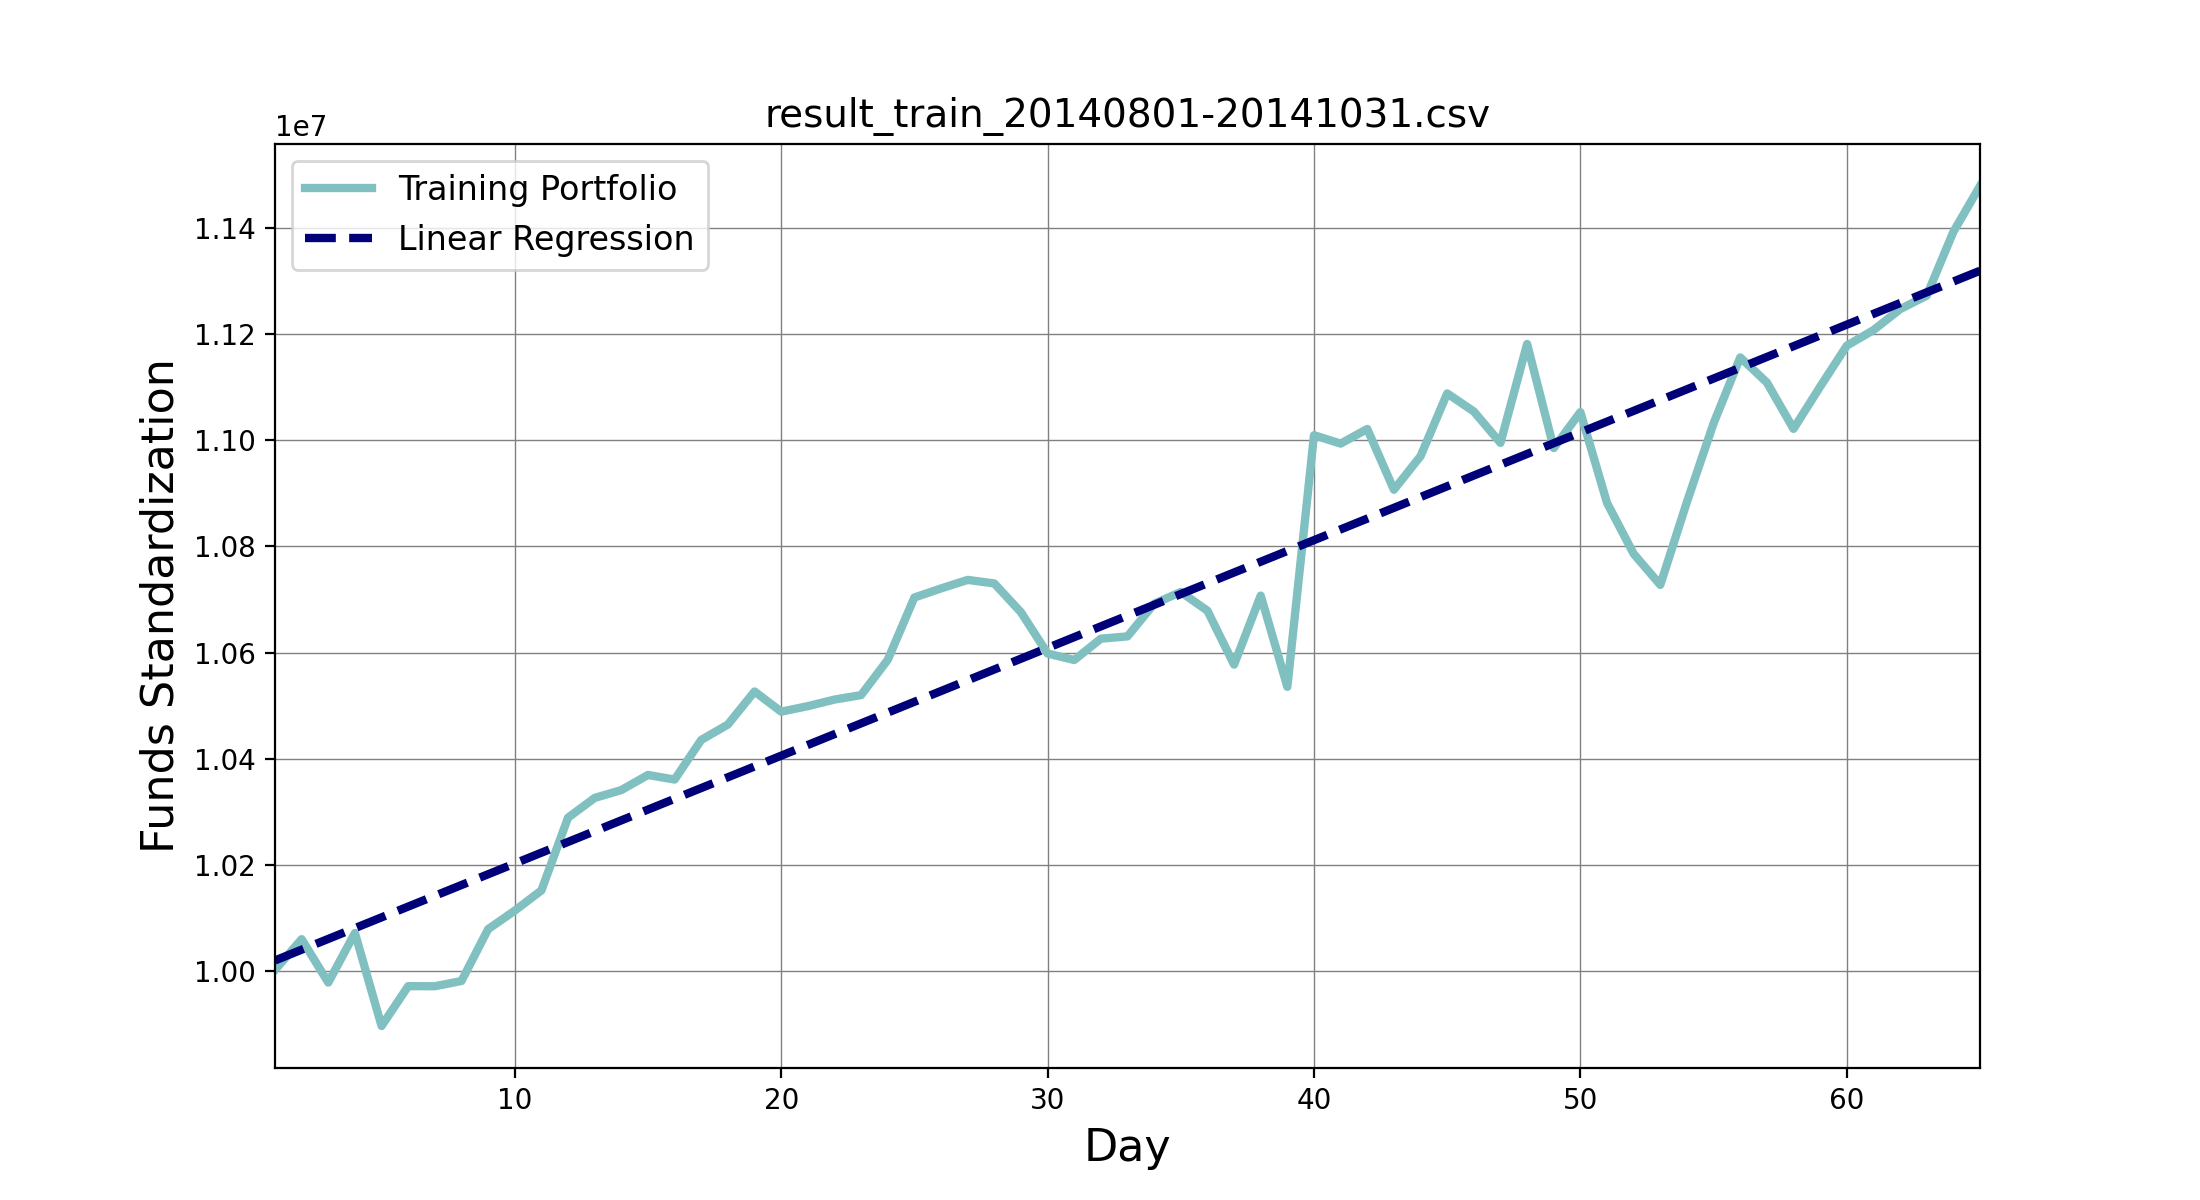 result_train_20140801-20141031.csv
1e7
Training Portfolio
Linear Regression
1.14
1.12
1.10
1.08
1.06
1.04
1.02
1.00
Funds Standardization
10 20 30 40 50 60
Day